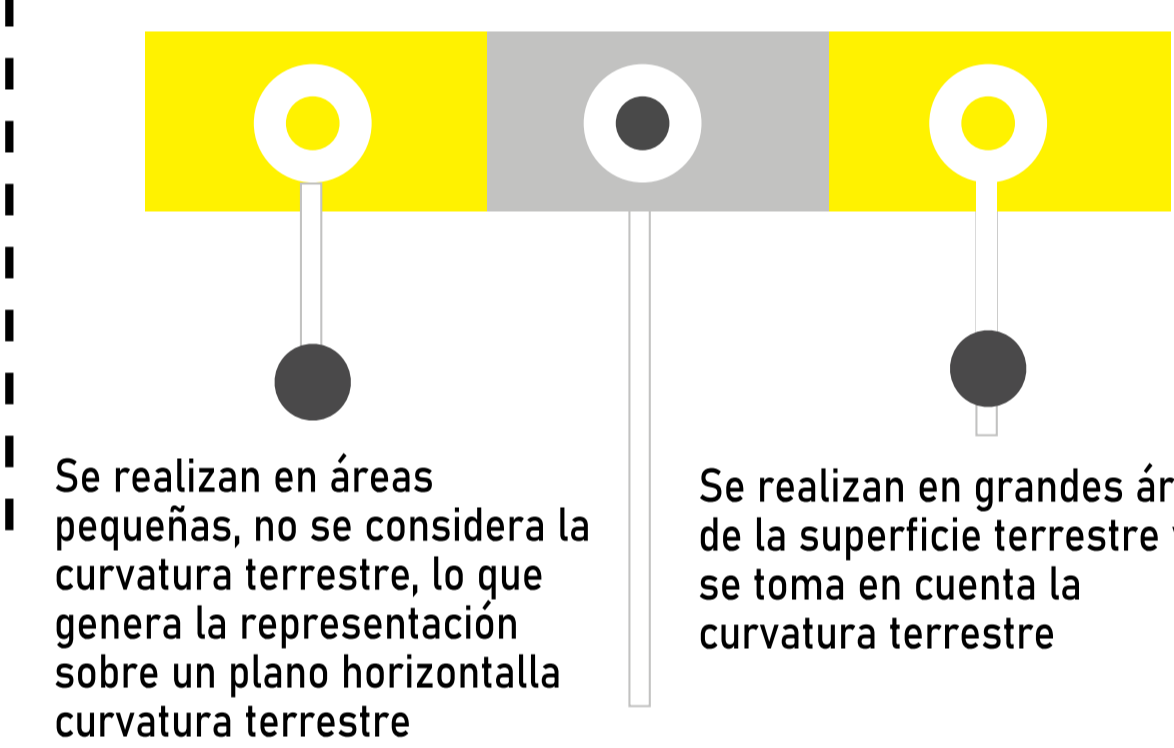 Se realizan en áreas
pequeñas, no se considera la
curvatura terrestre, lo que
genera la representación
sobre un plano horizontalla
curvatura terrestre
Se realizan en grandes
de la superficie terrestre
se toma en cuenta la
curvatura terrestre